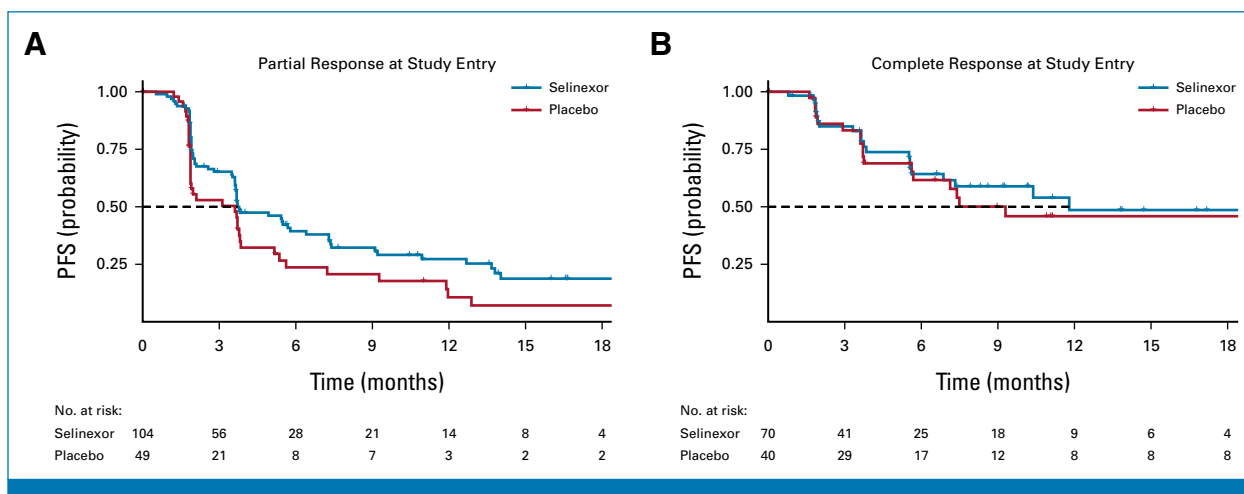 A
Partial Response at Study Entry
Selinexor
Placebo
1.00
0.75
0.50
0.25
PFS (probability)
0 3 6 9 12 15 18
Time (months)
No. at risk:
Selinexor 104 56 28 21 14 8 4
Placebo 49 21 8 7 3 2 2
B
Complete Response at Study Entry
Selinexor
Placebo
1.00
0.75
0.50
0.25
PFS (probability)
0 3 6 9 12 15 18
Time (months)
No. at risk:
Selinexor 70 41 25 18 9 6 4
Placebo 40 29 17 12 8 8 8